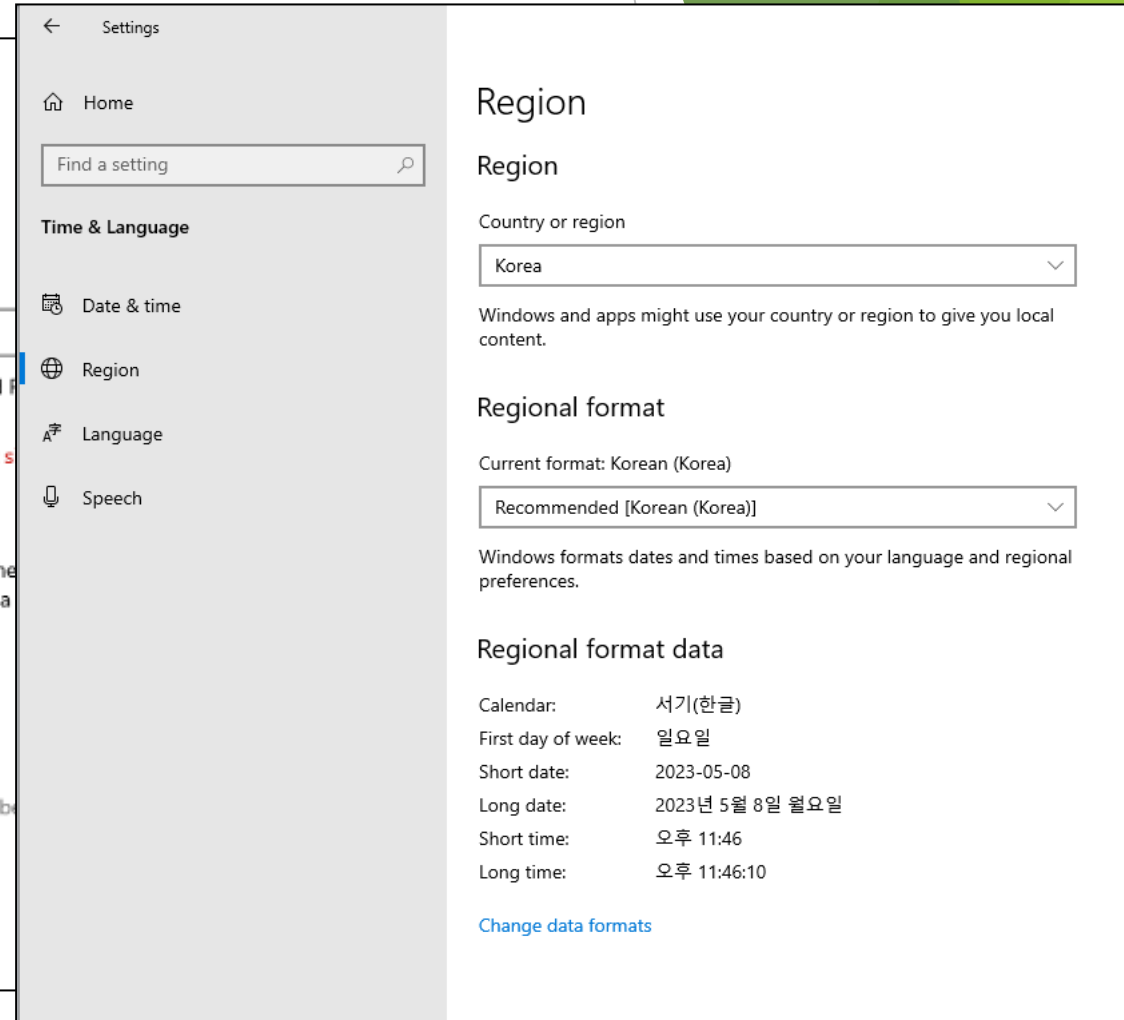 Settings
Home
Find a setting
Time & Language
Date & time
Region
Language
Speech
Region
Region
Country or region
Korea
Windows and apps might use your country or region to give you local
content.
Regional format
Current format: Korean (Korea)
Recommended [Korean (Korea)]
Windows formats dates and times based on your language and regional
preferences.
Regional format data
Calendar: 서기(한글)
First day of week: 일요일
Short date: 2023-05-08
Long date: 2023년 5월 8일 월요일
Short time: 오후 11:46
Long time: 오후 11:46:10
Change data formats